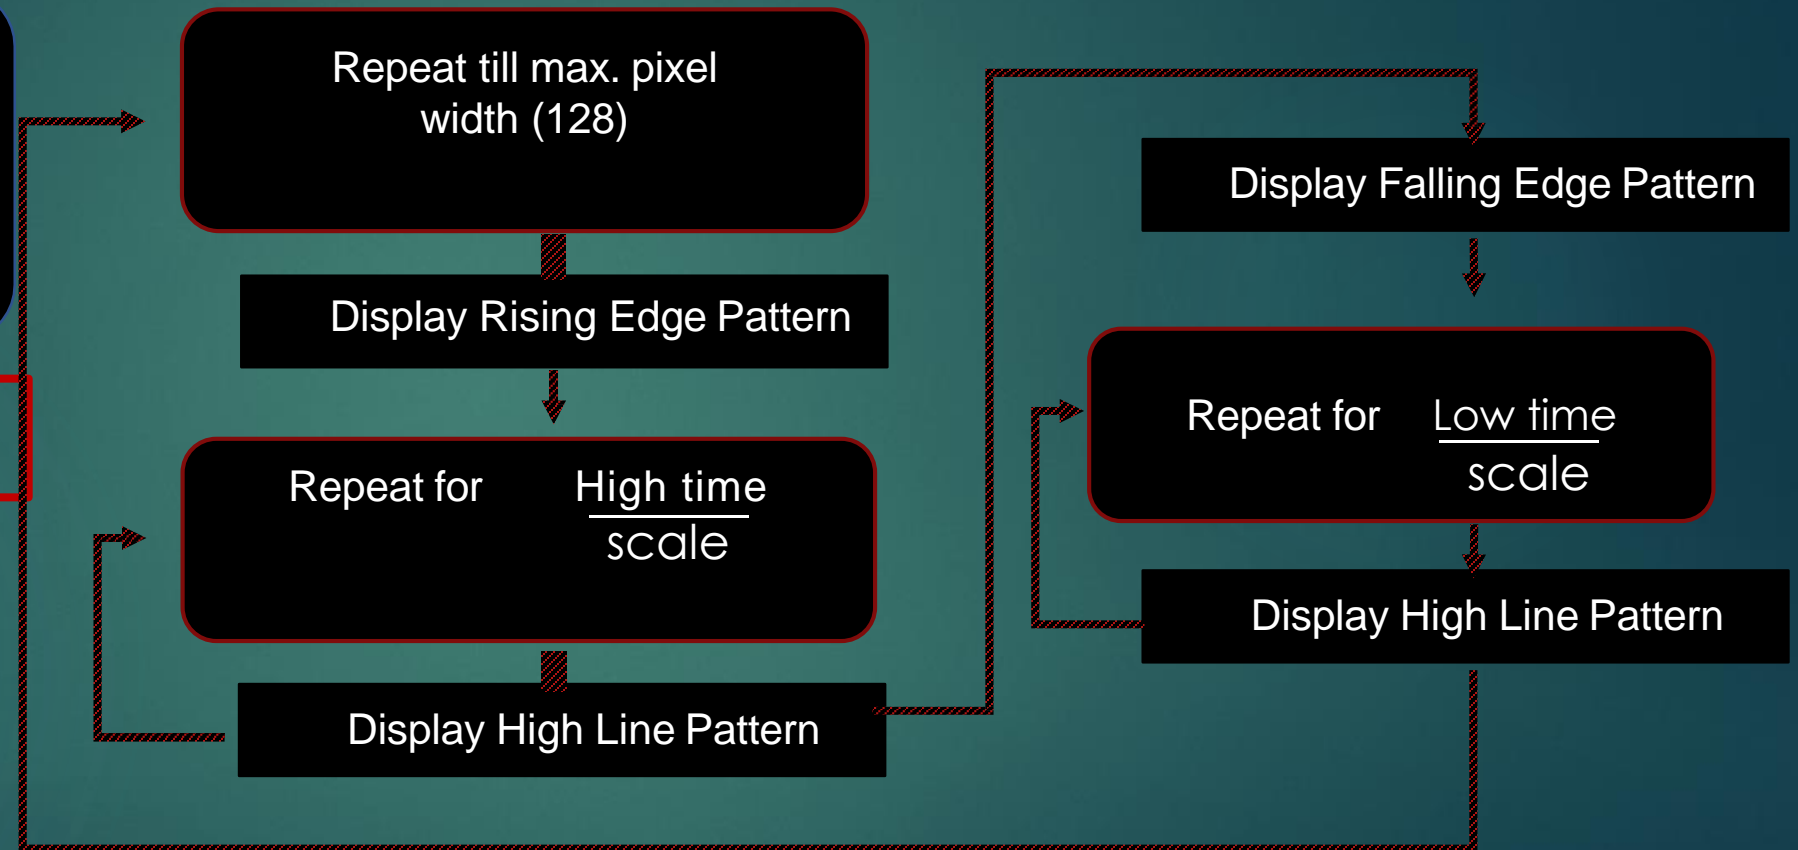 Repeat till max. pixel
width (128)
Display Rising Edge Pattern
Repeat for High time
scale
Display High Line Pattern
Display Falling Edge Pattern
Repeat for Low time
scale
Display High Line Pattern